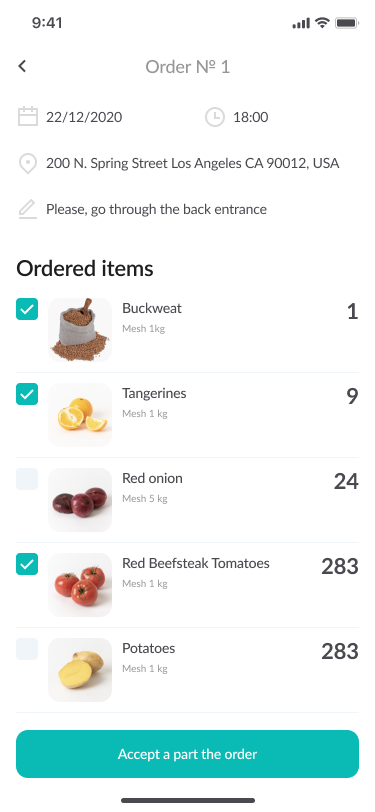 9:41
Order № 1
22/12/2020
18:00
200 N. Spring Street Los Angeles CA 90012, USA
Please, go through the back entrance
Ordered items
Buckweat
1
Mesh 1kg
Tangerines
9
Mesh 1 kg
Red onion
24
Mesh 5 kg
Red Beefsteak Tomatoes
283
Mesh 1 kg
Potatoes
283
Mesh 1 kg
Accept a part the order